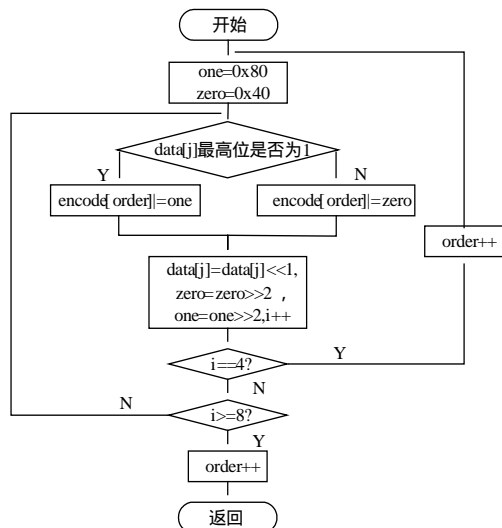 开始
one=0x80
zero=0x40
data[j]最高位是否为1
Y
N
encode[order]|=one
encode[order]|=zero
order++
data[j]=data[j]<<1,
zero=zero>>2 ，
one=one>>2,i++
i==4?
Y
N
N
i>=8?
Y
order++
返回